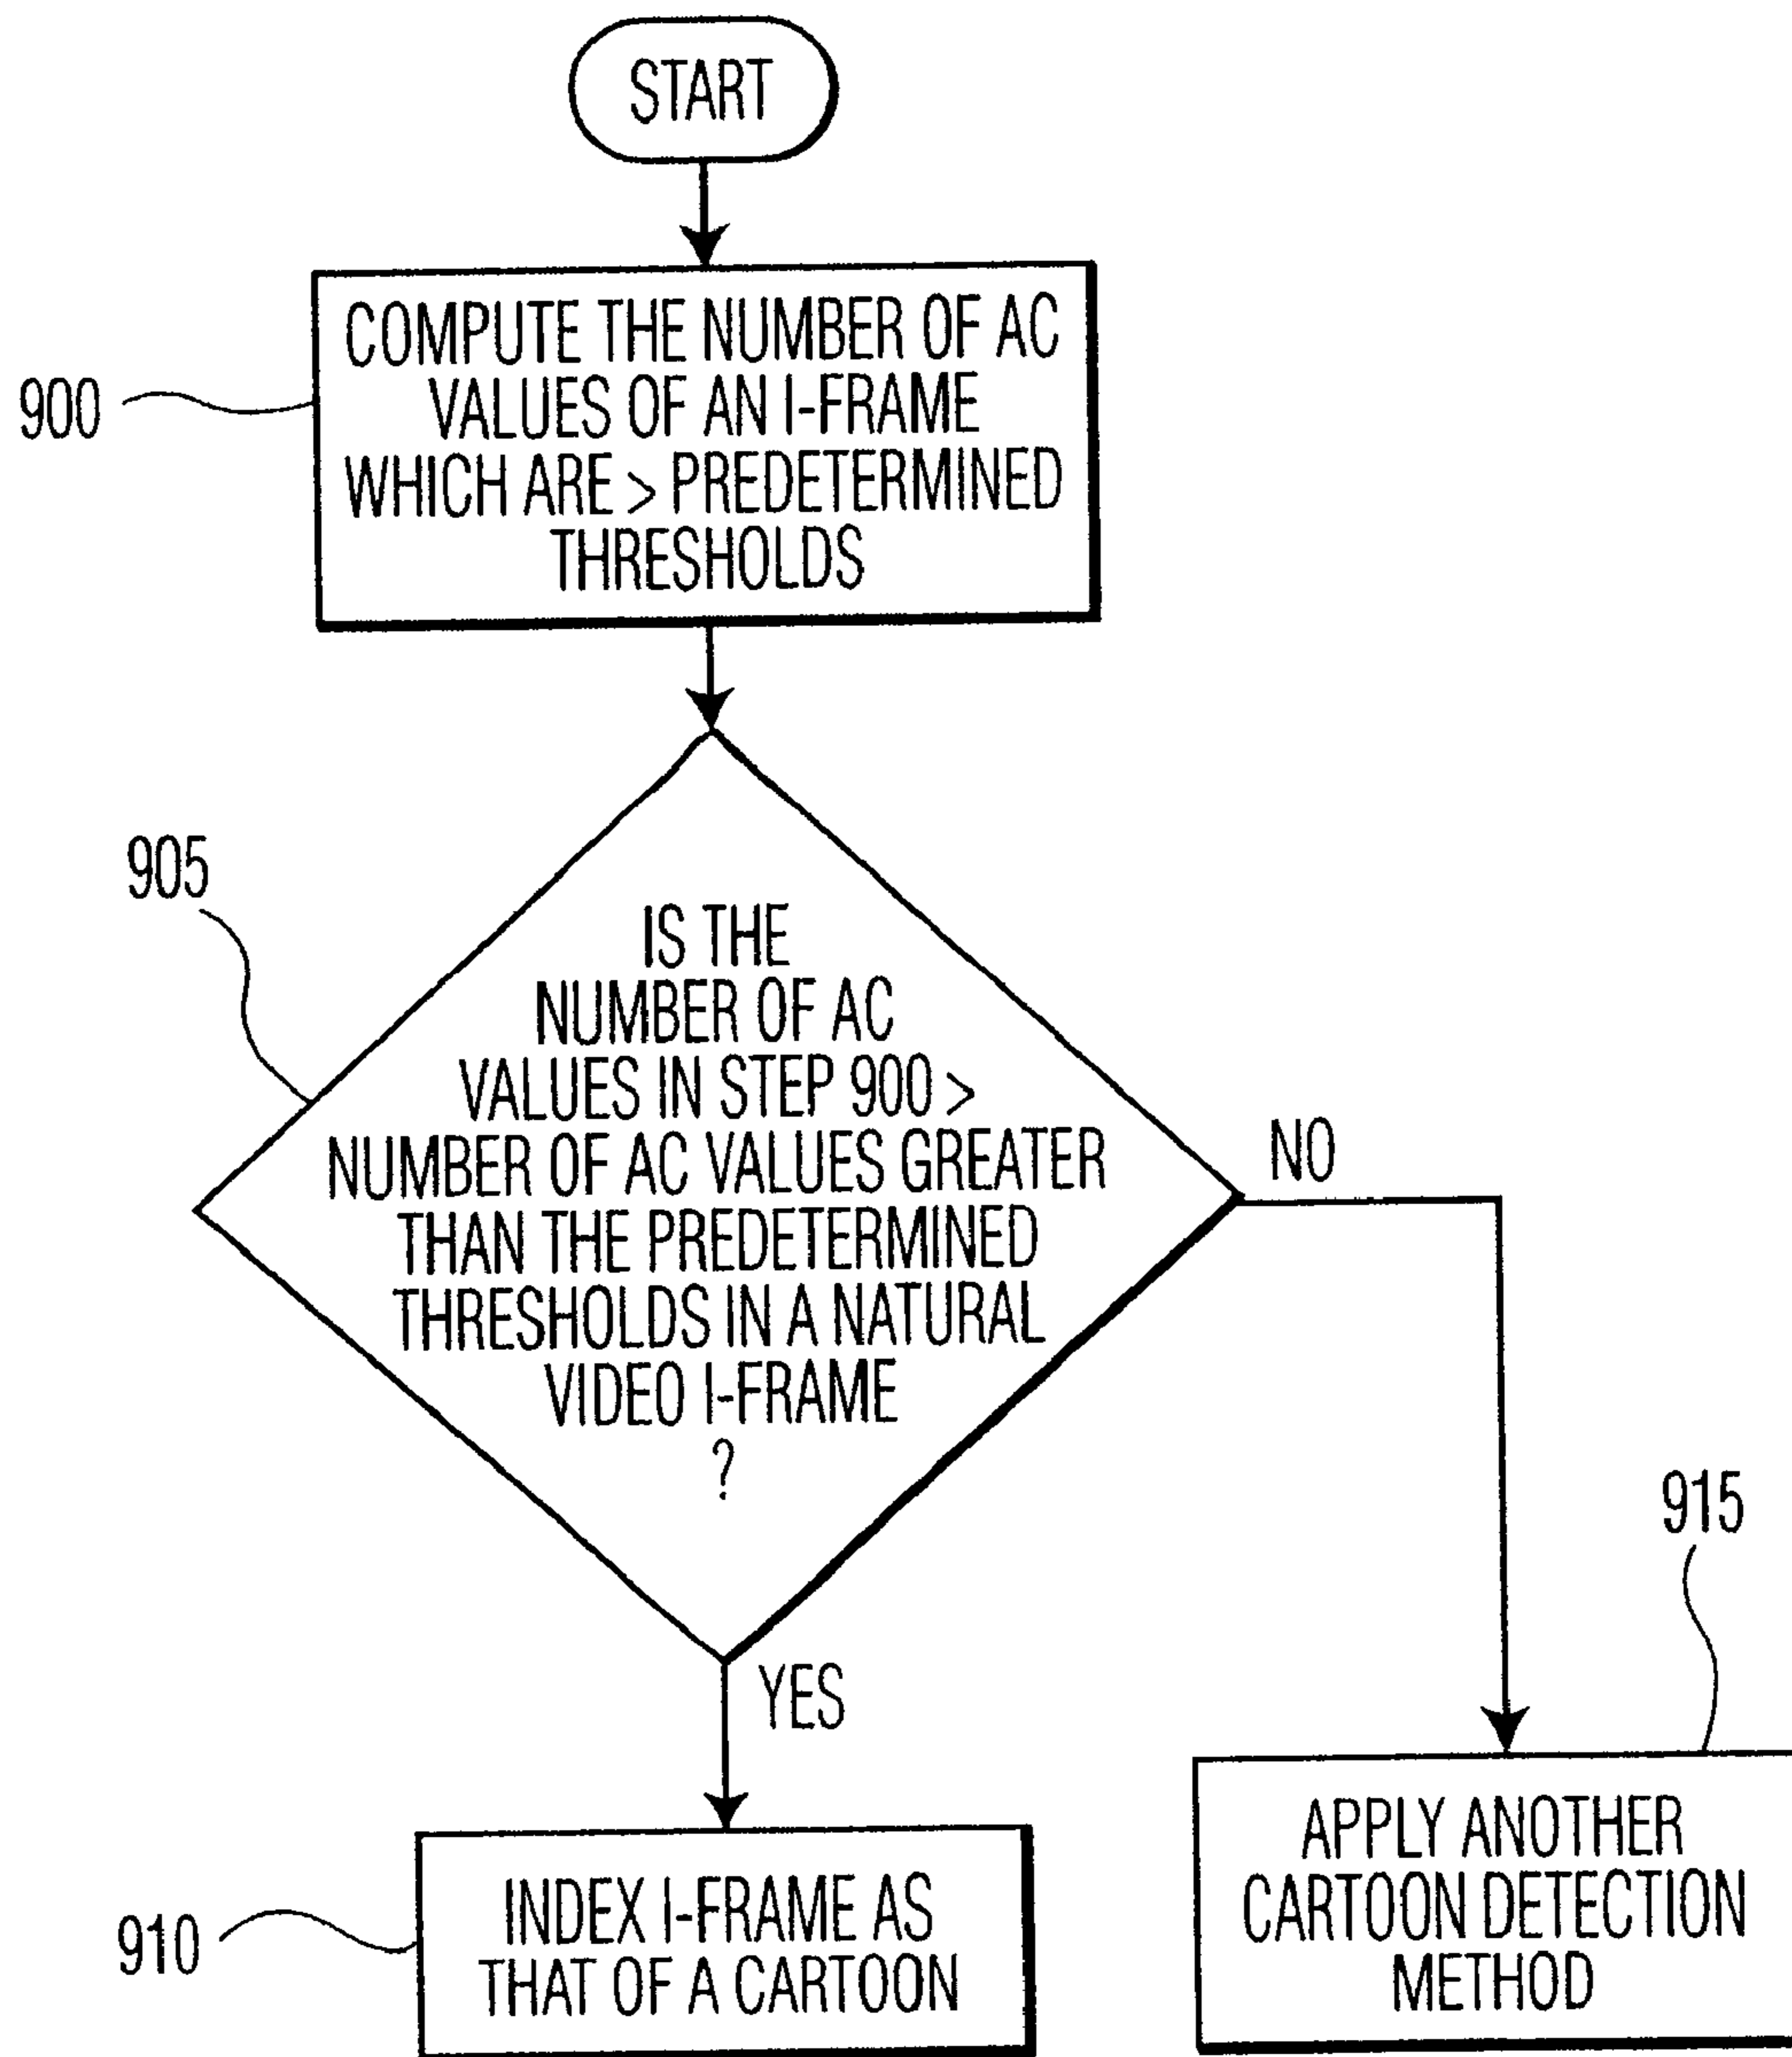 START
900
COMPUTE THE NUMBER OF AC
VALUES OF AN I-FRAME
WHICH ARE > PREDETERMINED
THRESHOLDS
905
IS THE
NUMBER OF AC
VALUES IN STEP 900 >
NUMBER OF AC VALUES GREATER
THAN THE PREDETERMINED
THRESHOLDS IN A NATURAL
VIDEO I-FRAME
?
NO
YES
915
910
INDEX I-FRAME AS
THAT OF A CARTOON
APPLY ANOTHER
CARTOON DETECTION
METHOD